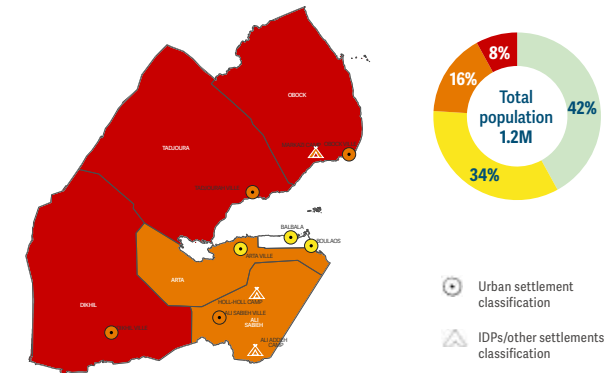 OBOCK
TADJOURA
BALBALA
BOULAOS
ARTA VILLE
ARTA
HOLL-HOLL CAMP
ALI SABIEH VILLE
ALI
SABIEH
DIKHIL
ALI ADDEH
CAMP
8%
16%
42%
34%
Total
population
1.2M
Urban settlement
classification
IDPs/other settlements
classification